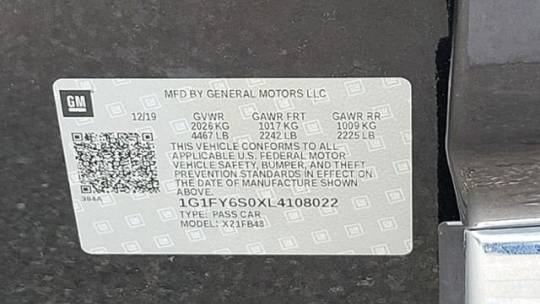 GM
MFD BY GENERAL MOTORS LLC
12/19 GVWR GAWR FRT GAWR RR
2026 KG 1017 KG 1009 KG
4467 LB 2242 LB 2225 LB
THIS VEHICLE CONFORMS TO ALL
APPLICABLE U.S. FEDERAL MOTOR
VEHICLE SAFETY, BUMPER, AND THEFT
PREVENTION STANDARDS IN EFFECT ON
THE DATE OF MANUFACTURE SHOWN
ABOVE.
384A
1G1FY6S0XL4108022
TYPE: PASS CAR
MODEL: X21FB48